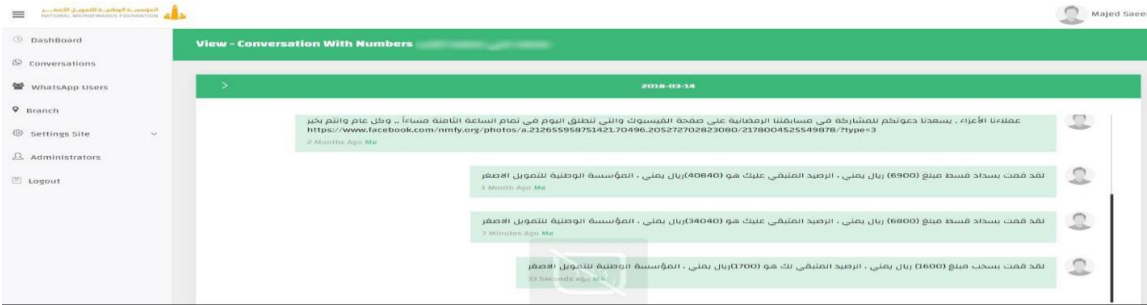 المؤسسة الوطنية للتمويل الأصغر
NATIONAL MICROFINANCE FOUNDATION
Majed Saee
DashBoard
Conversations
WhatsApp Users
Branch
Settings Site
Administrators
Logout
View - Conversation With Numbers
2018-03-14
عملاءنا الأعزاء , يسعدنا دعوتكم للمشاركة في مسابقتنا الرمضانية على صفحة الفيسبوك والتي تنطلق اليوم في تمام الساعة الثامنة مساءاً .. وكل عام وانتم بخير
https://www.facebook.com/nmfy.org/photos/a.212655958751421.70496.205272702823080/2178004525549878/?type=3
2 Months Ago Me
لقد قمت بسداد قسط مبلغ (6900) ريال يمني ، الرصيد المتبقي عليك هو (40840)ريال يمني ، المؤسسة الوطنية للتمويل الاصغر
1 Month Ago Me
لقد قمت بسداد قسط مبلغ (6800) ريال يمني ، الرصيد المتبقي عليك هو (34040)ريال يمني ، المؤسسة الوطنية للتمويل الاصغر
7 Minutes Ago Me
لقد قمت بسحب مبلغ (1600) ريال يمني ، الرصيد المتبقي لك هو (1700)ريال يمني ، المؤسسة الوطنية للتمويل الاصغر
Seconds Ago Me